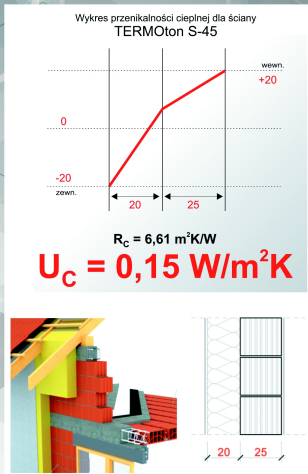 Wykres przenikalności cieplnej dla ściany
TERMOton S-45
wewn.
+20
0
-20
zewn.
20
25
R_C = 6,61 m²K/W
U_C = 0,15 W/m²K
20
25